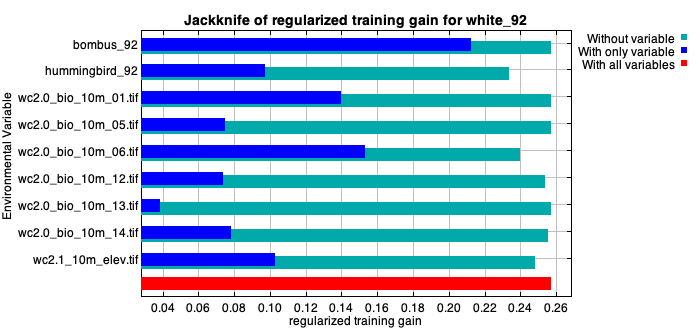 Jackknife of regularized training gain for white_92
Without variable
With only variable
With all variables
Environmental Variable
bombus_92
hummingbird_92
wc2.0_bio_10m_01.tif
wc2.0_bio_10m_05.tif
wc2.0_bio_10m_06.tif
wc2.0_bio_10m_12.tif
wc2.0_bio_10m_13.tif
wc2.0_bio_10m_14.tif
wc2.1_10m_elev.tif
0.04 0.06 0.08 0.10 0.12 0.14 0.16 0.18 0.20 0.22 0.24 0.26
regularized training gain